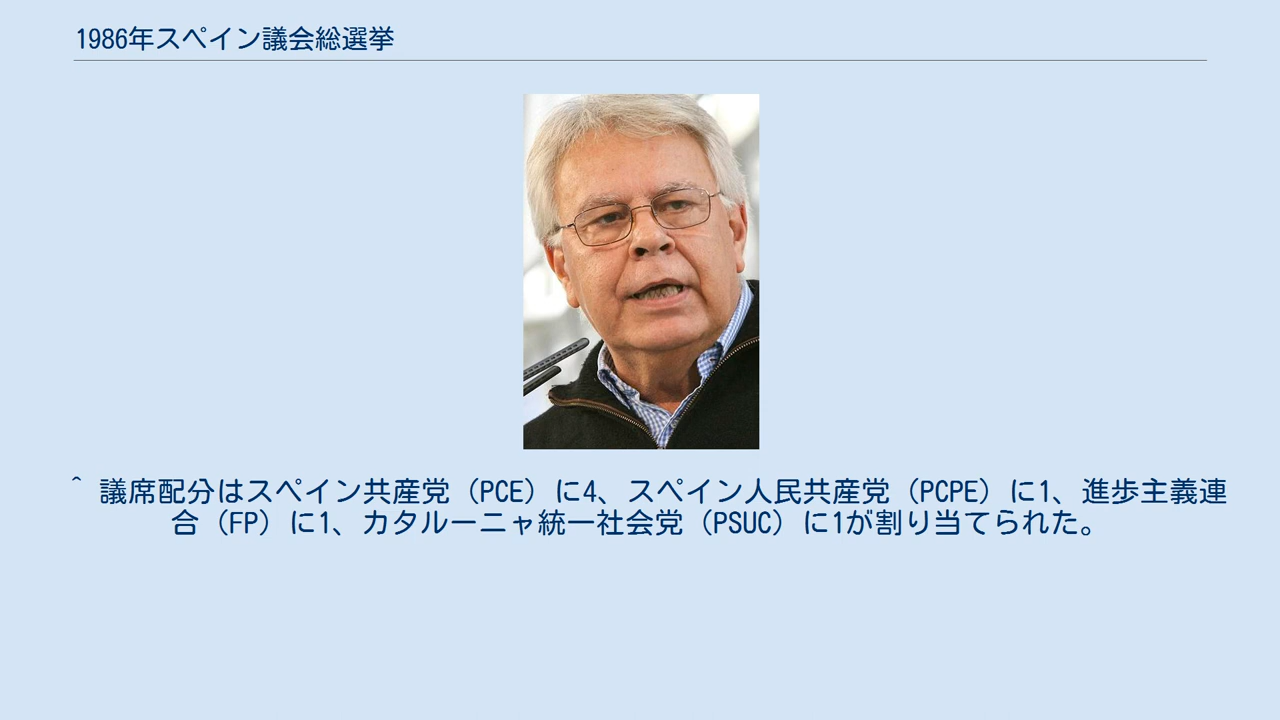 1986年スペイン議会総選挙
^ 議席配分はスペイン共産党（PCE）に4、スペイン人民共産党（PCPE）に1、進歩主義連
合（FP）に1、カタルーニャ統一社会党（PSUC）に1が割り当てられた。